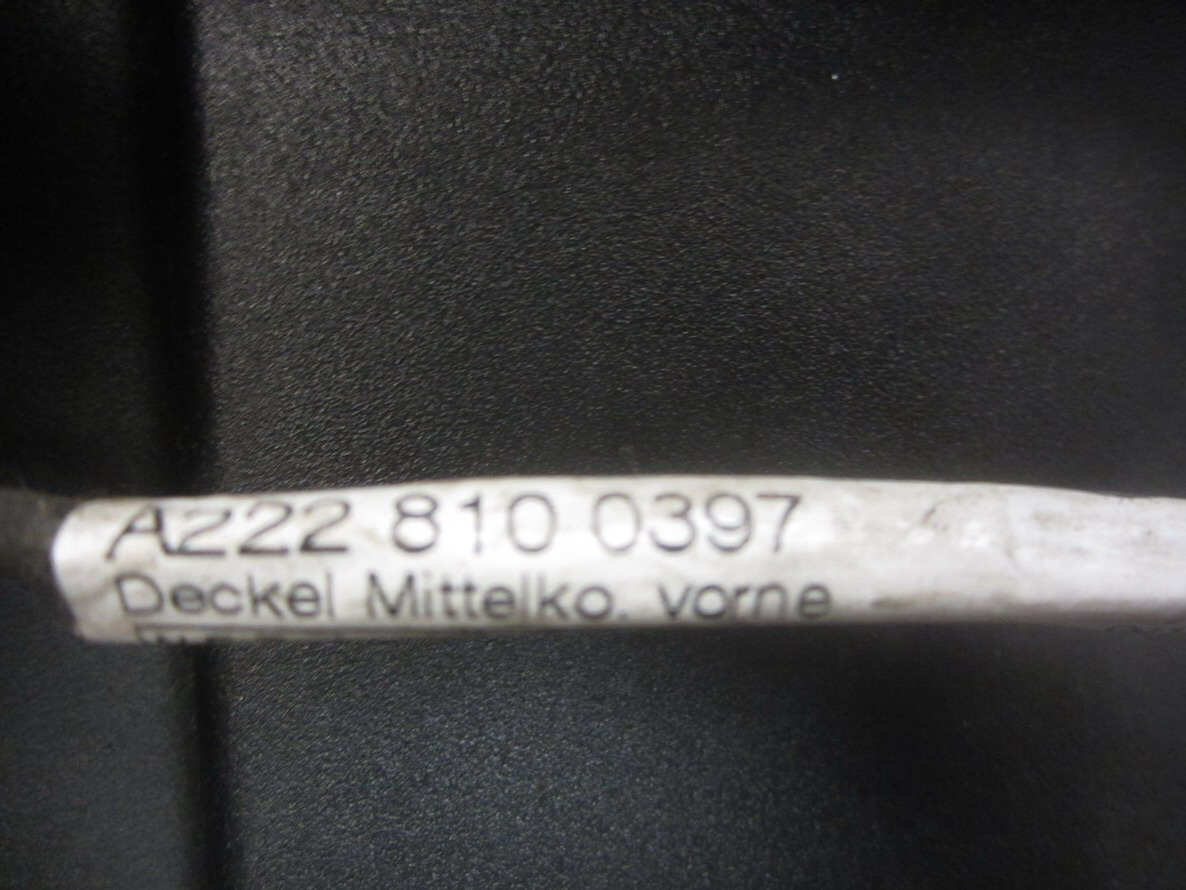 A222 810 0397
Deckel Mittelko. vorne